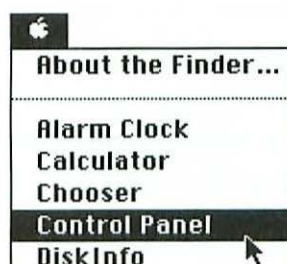 About the Finder...
Alarm Clock
Calculator
Chooser
Control Panel
DiskInfo